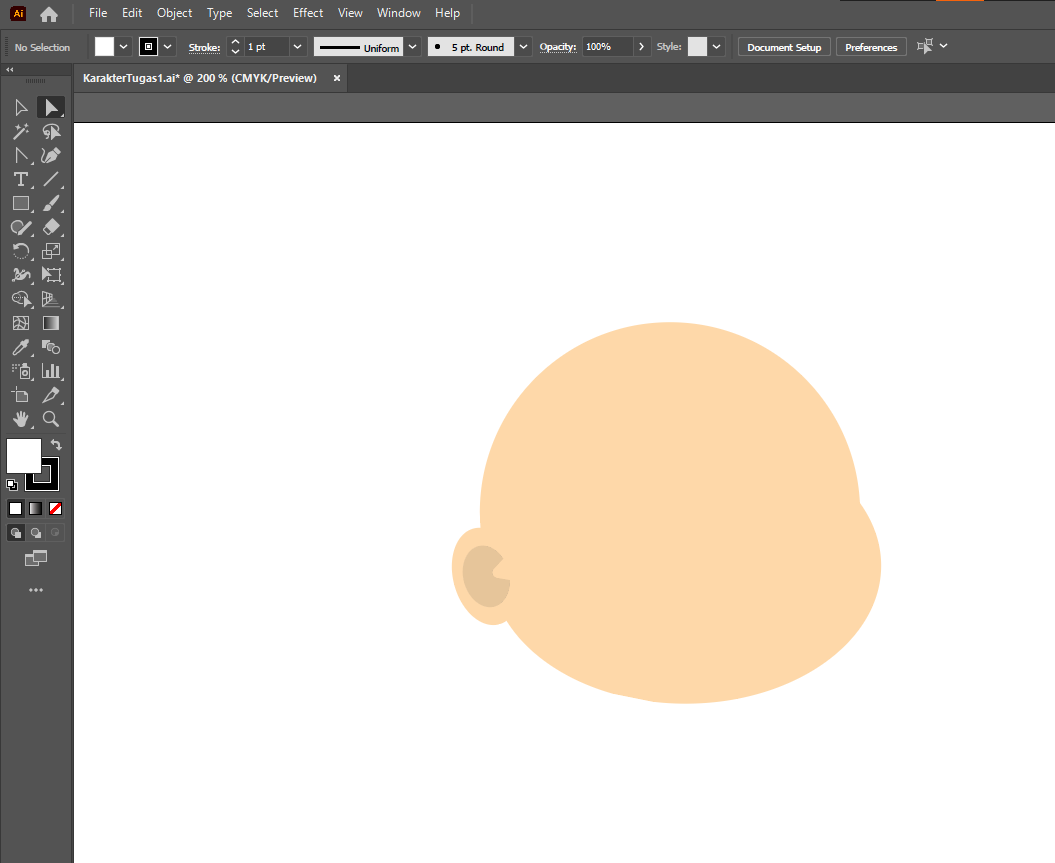 Ai File Edit Object Type Select Effect View Window Help
No Selection Stroke: 1 pt Uniform 5 pt. Round Opacity: 100% Style: Document Setup Preferences
KarakterTugas1.ai* @ 200 % (CMYK/Preview) ×